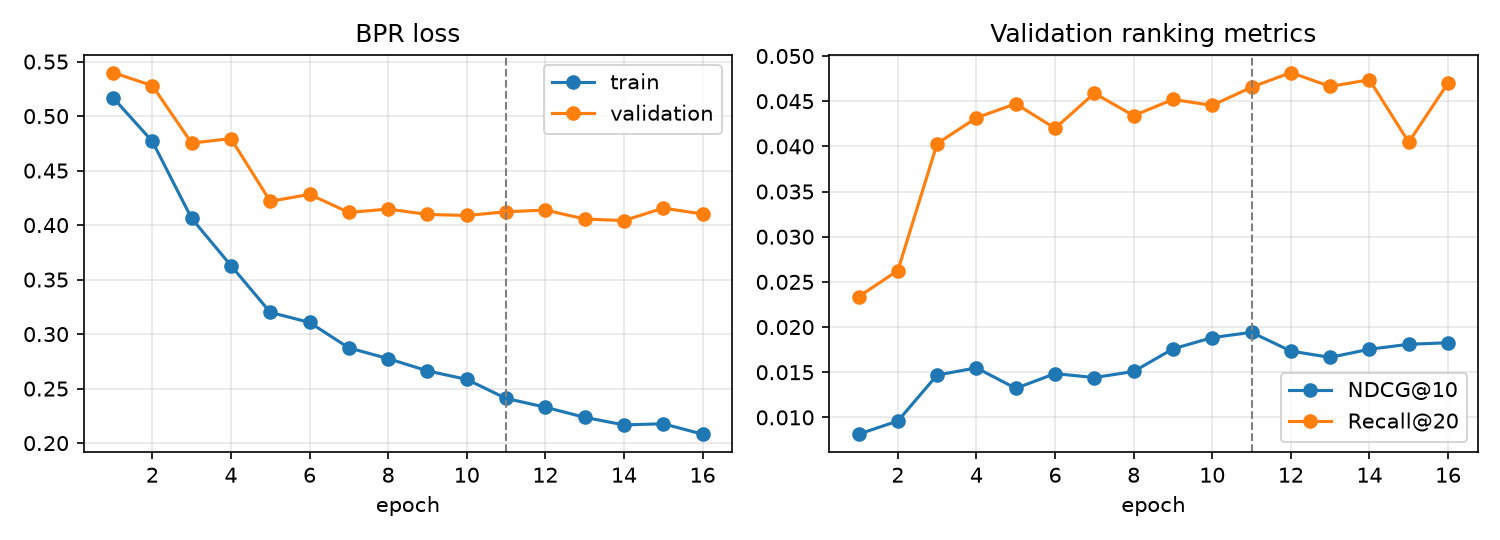 BPR loss
0.55
0.50
0.45
0.40
0.35
0.30
0.25
0.20
train
validation
2 4 6 8 10 12 14 16
epoch
Validation ranking metrics
0.050
0.045
0.040
0.035
0.030
0.025
0.020
0.015
0.010
NDCG@10
Recall@20
2 4 6 8 10 12 14 16
epoch